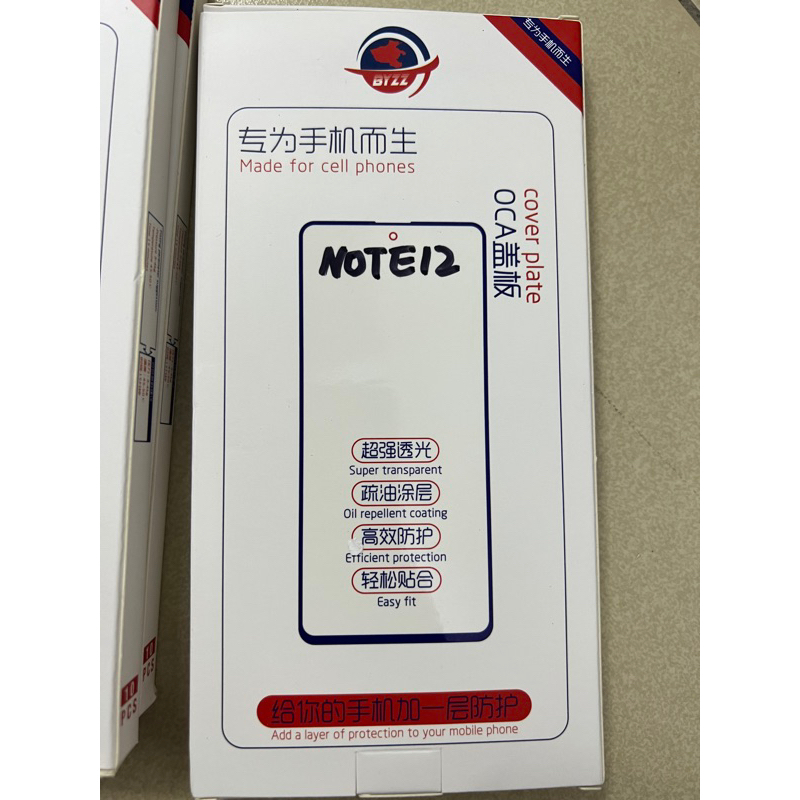 BYZZ
专为手机而生
专为手机而生
Made for cell phones
cover plate
OCA盖板
NOTE12
超强透光
Super transparent
疏油涂层
Oil repellent coating
高效防护
Efficient protection
轻松贴合
Easy fit
给你的手机加一层防护
Add a layer of protection to your mobile phone
10
PCS
10
PCS